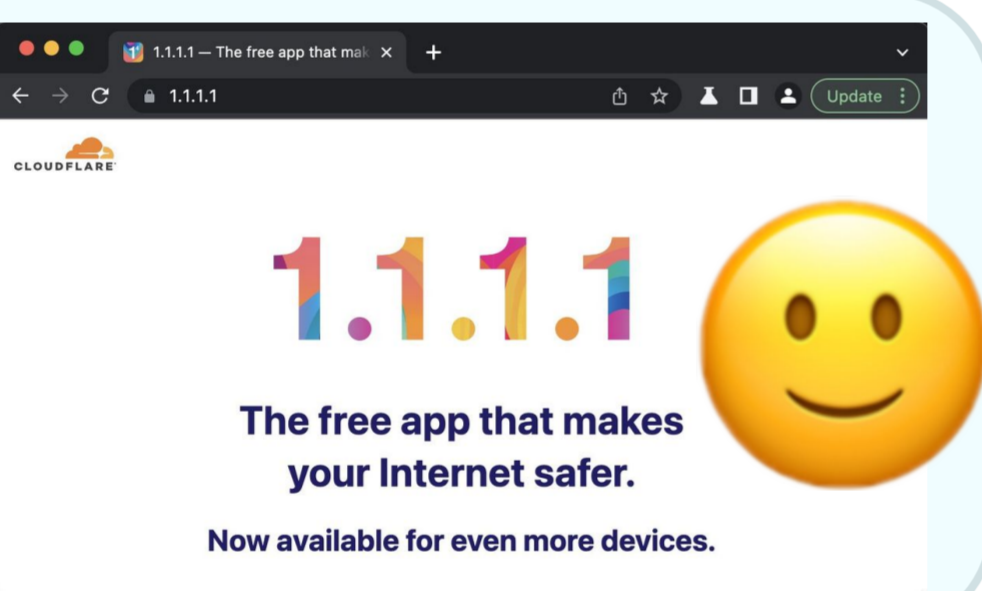 1.1.1.1 — The free app that mak
1.1.1.1
Update
CLOUDFLARE
1.1.1.1
The free app that makes
your Internet safer.
Now available for even more devices.